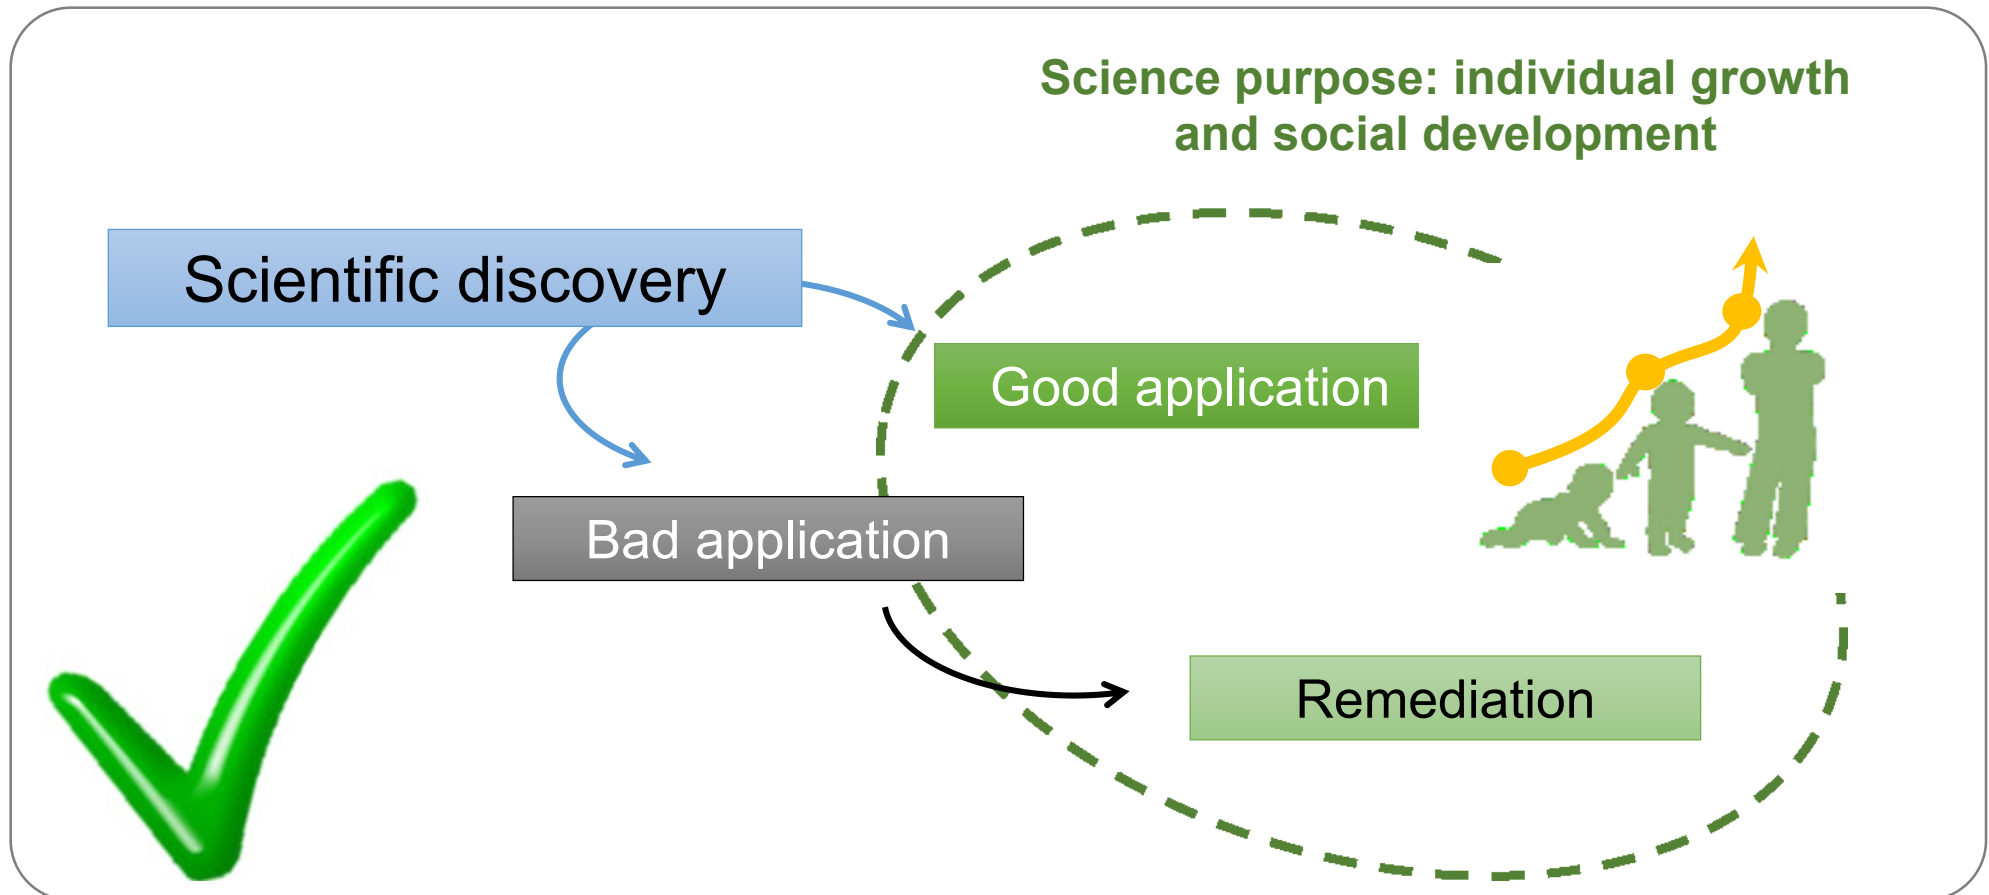 Science purpose: individual growth
and social development
Scientific discovery
Good application
Bad application
Remediation